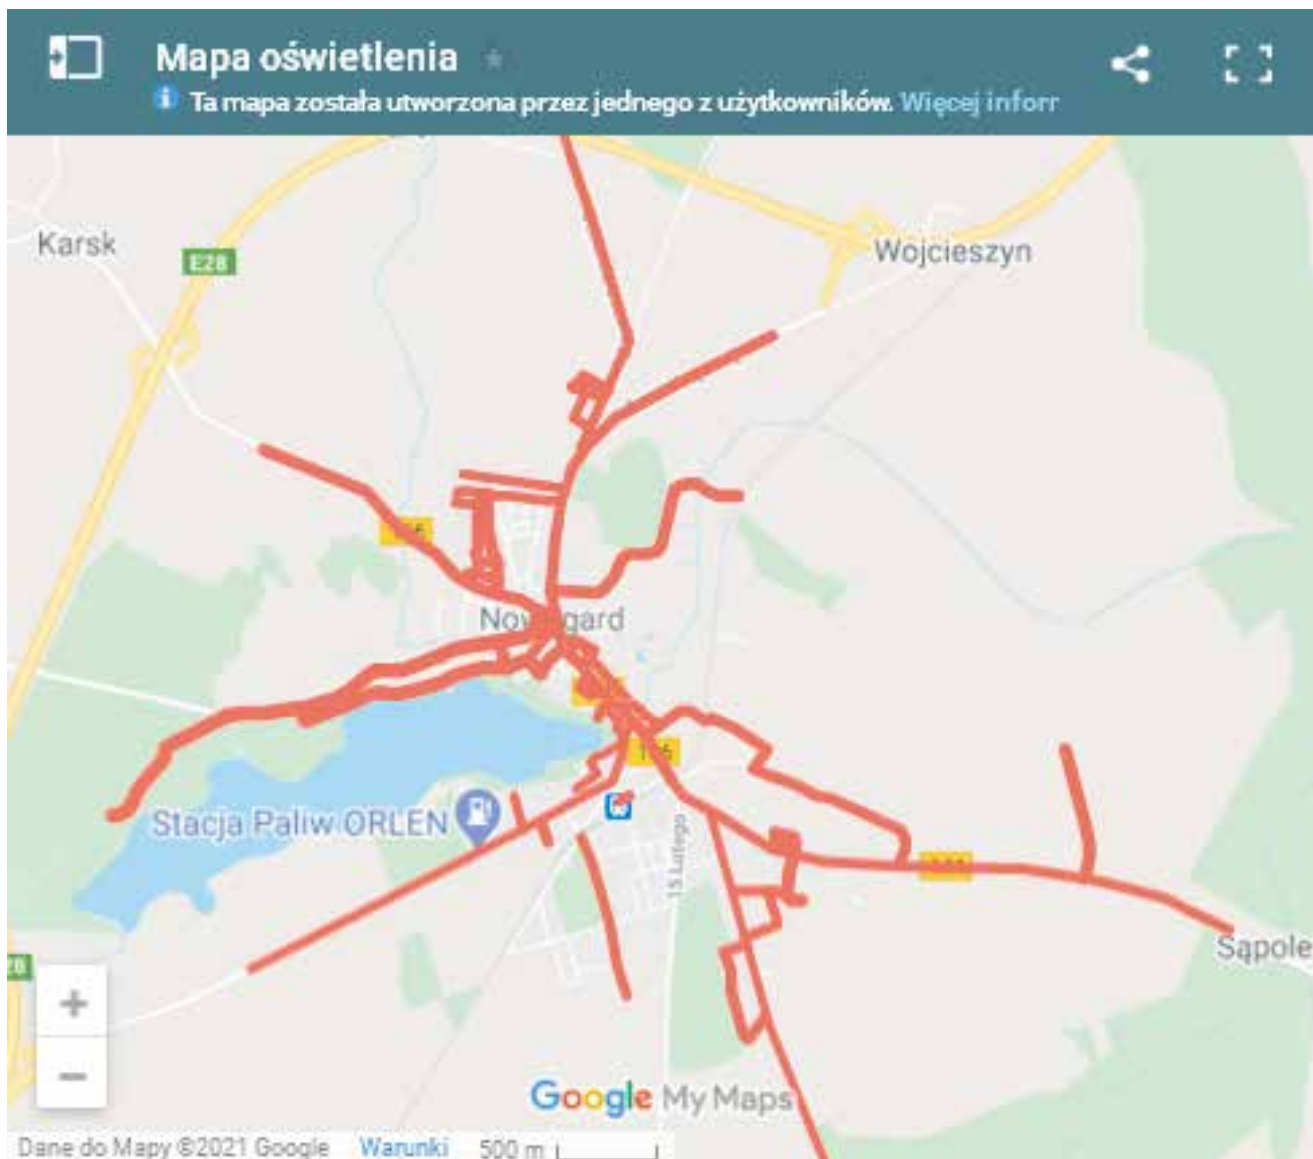 Mapa oświetlenia
Ta mapa została utworzona przez jednego z użytkowników. Więcej inforr
Karsk
E28
Wojcieszyn
Stacja Paliw ORLEN
15 Lutego
Sąpole
+
−
Google My Maps
Dane do Mapy ©2021 Google Warunki 500 m